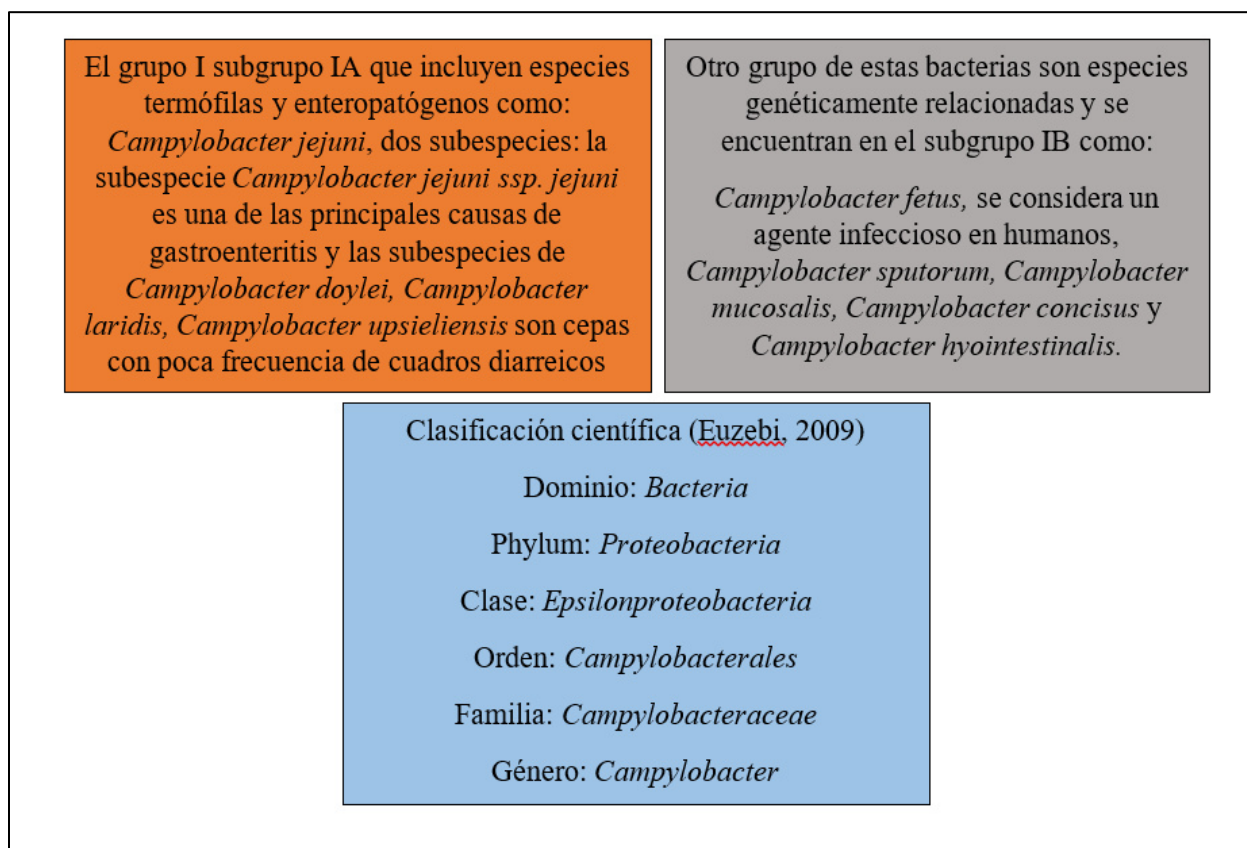 El grupo I subgrupo IA que incluyen especies
termófilas y enteropatógenos como:
Campylobacter jejuni, dos subespecies: la
subespecie Campylobacter jejuni ssp. jejuni
es una de las principales causas de
gastroenteritis y las subespecies de
Campylobacter doylei, Campylobacter
laridis, Campylobacter upsieliensis son cepas
con poca frecuencia de cuadros diarreicos
Otro grupo de estas bacterias son especies
genéticamente relacionadas y se
encuentran en el subgrupo IB como:
Campylobacter fetus, se considera un
agente infeccioso en humanos,
Campylobacter sputorum, Campylobacter
mucosalis, Campylobacter concisus y
Campylobacter hyointestinalis.
Clasificación científica (Euzebi, 2009)
Dominio: Bacteria
Phylum: Proteobacteria
Clase: Epsilonproteobacteria
Orden: Campylobacterales
Familia: Campylobacteraceae
Género: Campylobacter